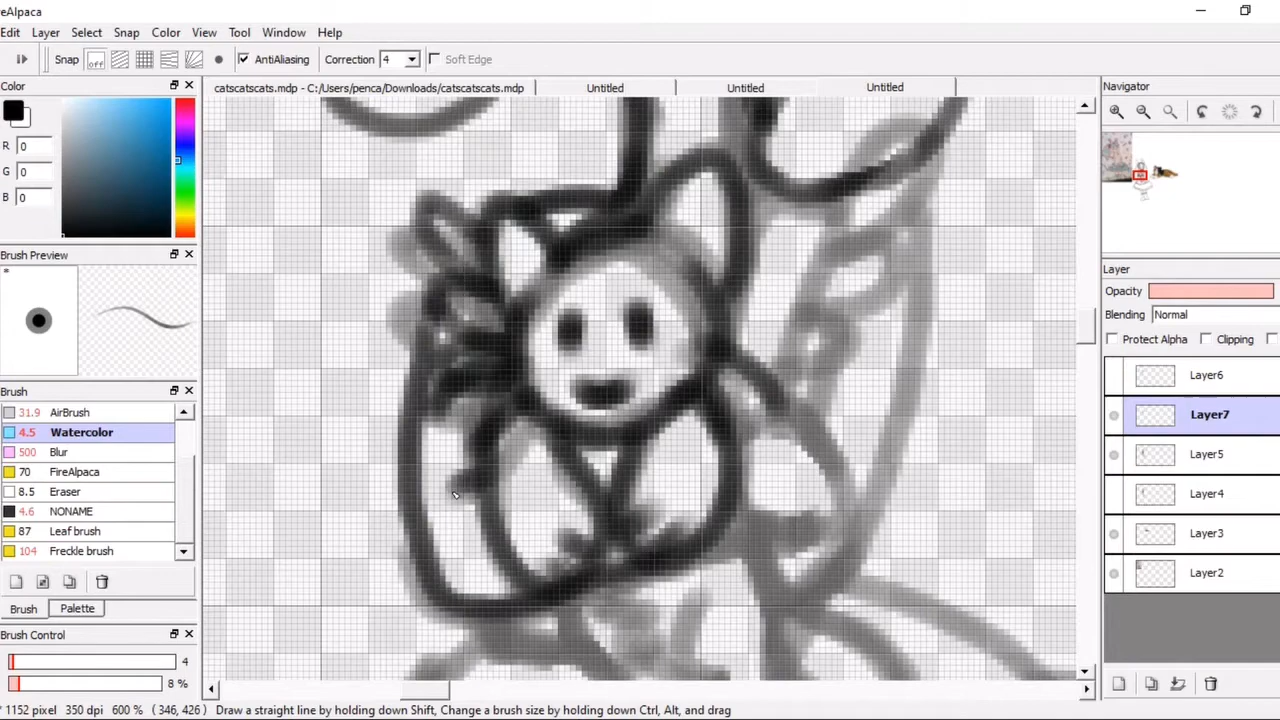 reAlpaca
Edit Layer Select Snap Color View Tool Window Help
Snap off AntiAliasing Correction 4 Soft Edge
Color
catscatscats.mdp - C:/Users/penca/Downloads/catscatscats.mdp Untitled Untitled Untitled
Navigator
R 0
G 0
B 0
Brush Preview
*
Layer
Opacity
Blending Normal
Protect Alpha Clipping
Layer6
Layer7
Layer5
Layer4
Layer3
Layer2
Brush
31.9 AirBrush
4.5 Watercolor
500 Blur
70 FireAlpaca
8.5 Eraser
4.6 NONAME
87 Leaf brush
104 Freckle brush
Brush Palette
Brush Control
4
8 %
* 1152 pixel 350 dpi 600 % (346, 426) Draw a straight line by holding down Shift, Change a brush size by holding down Ctrl, Alt, and drag